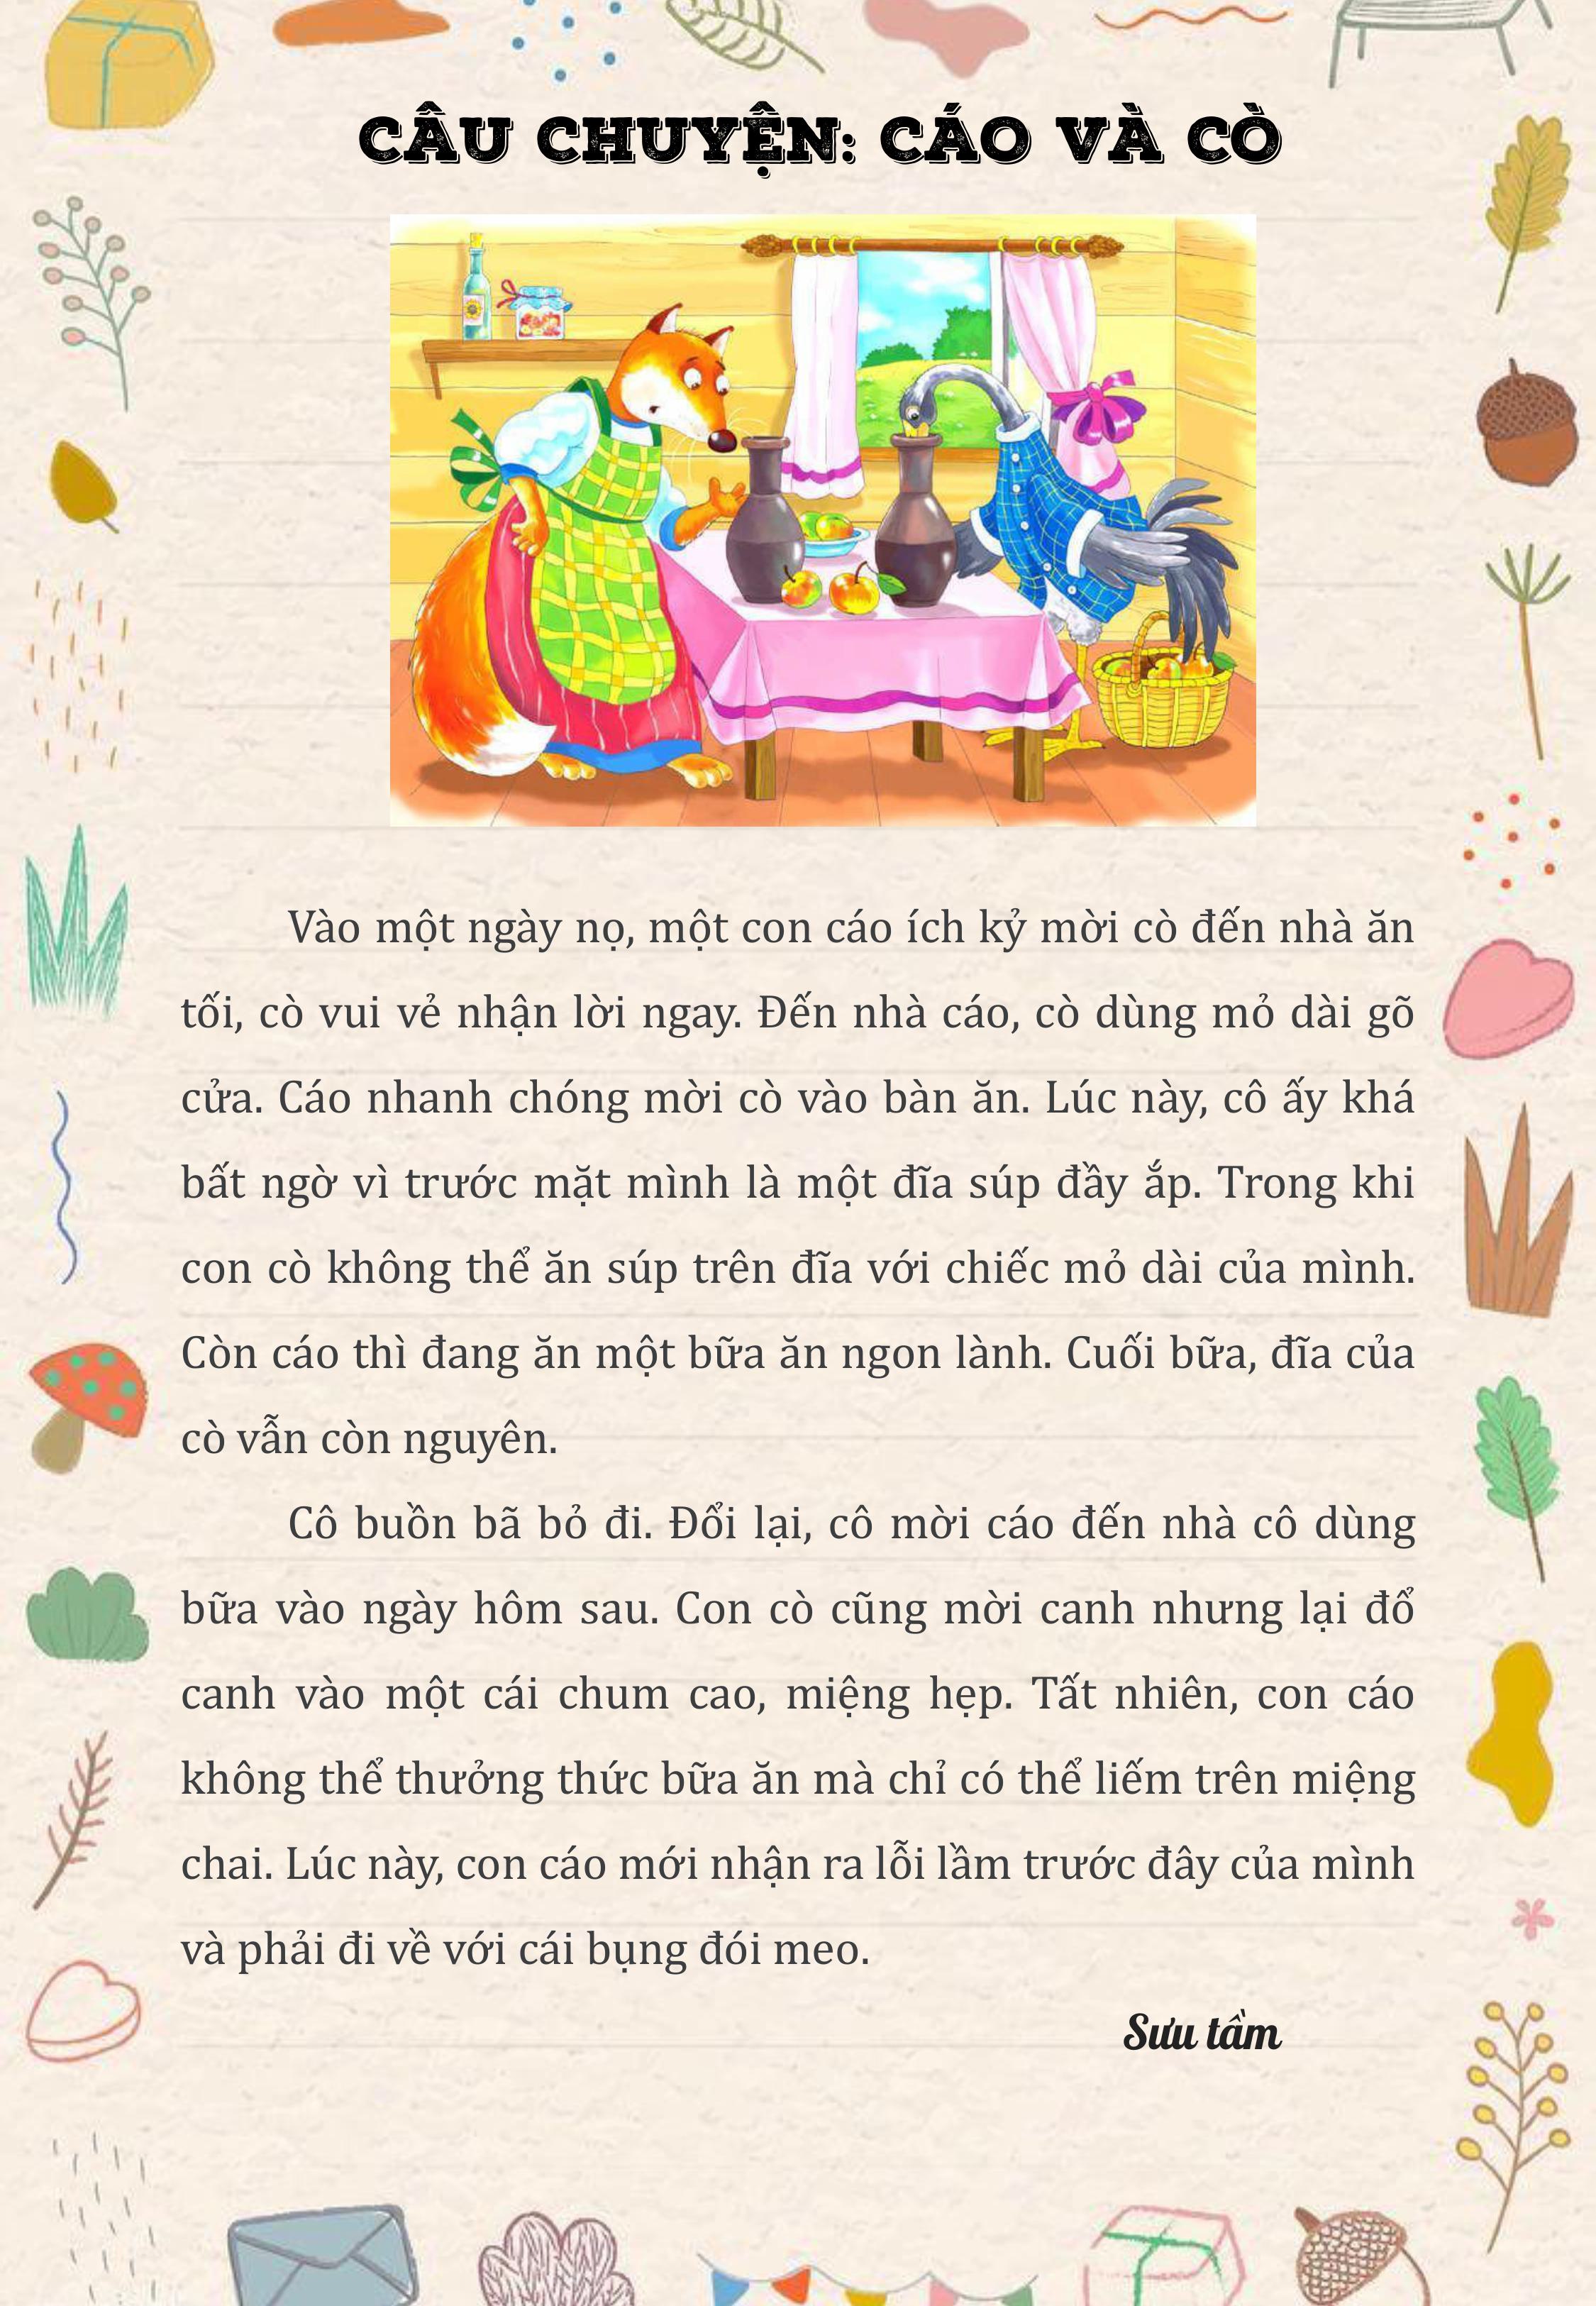 CÂU CHUYỆN: CÁO VÀ CÒ
Vào một ngày nọ, một con cáo ích kỷ mời cò đến nhà ăn
tối, cò vui vẻ nhận lời ngay. Đến nhà cáo, cò dùng mỏ dài gõ
cửa. Cáo nhanh chóng mời cò vào bàn ăn. Lúc này, cô ấy khá
bất ngờ vì trước mặt mình là một đĩa súp đầy ắp. Trong khi
con cò không thể ăn súp trên đĩa với chiếc mỏ dài của mình.
Còn cáo thì đang ăn một bữa ăn ngon lành. Cuối bữa, đĩa của
cò vẫn còn nguyên.
Cô buồn bã bỏ đi. Đổi lại, cô mời cáo đến nhà cô dùng
bữa vào ngày hôm sau. Con cò cũng mời canh nhưng lại đổ
canh vào một cái chum cao, miệng hẹp. Tất nhiên, con cáo
không thể thưởng thức bữa ăn mà chỉ có thể liếm trên miệng
chai. Lúc này, con cáo mới nhận ra lỗi lầm trước đây của mình
và phải đi về với cái bụng đói meo.
Sưu tầm